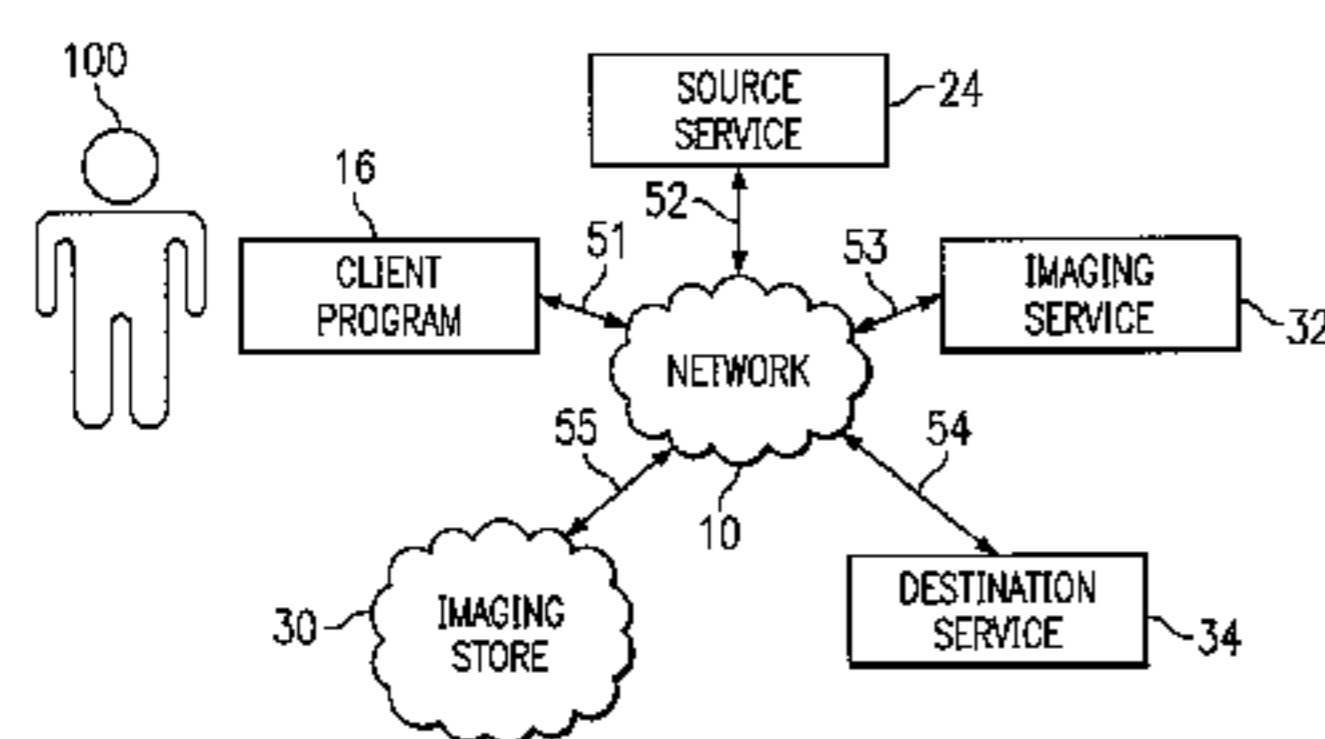 100
SOURCE
SERVICE
24
16
52
CLIENT
PROGRAM
51
53
IMAGING
SERVICE
32
NETWORK
55
54
10
30
IMAGING
STORE
DESTINATION
SERVICE
34